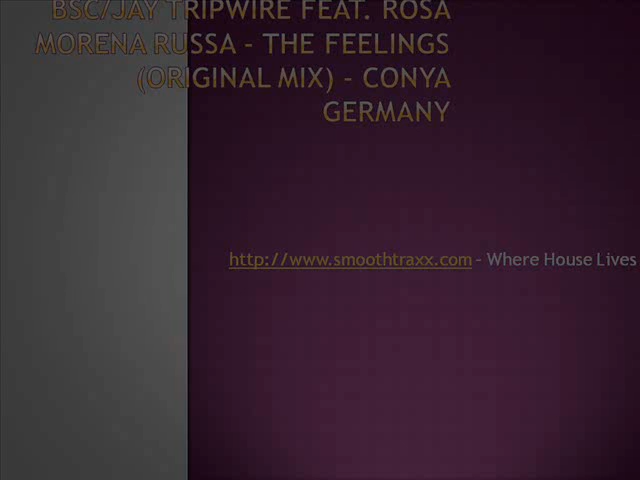 BSC/JAY TRIPWIRE FEAT. ROSA
MORENA RUSSA - THE FEELINGS
(ORIGINAL MIX) - CONYA
GERMANY
http://www.smoothtraxx.com - Where House Lives